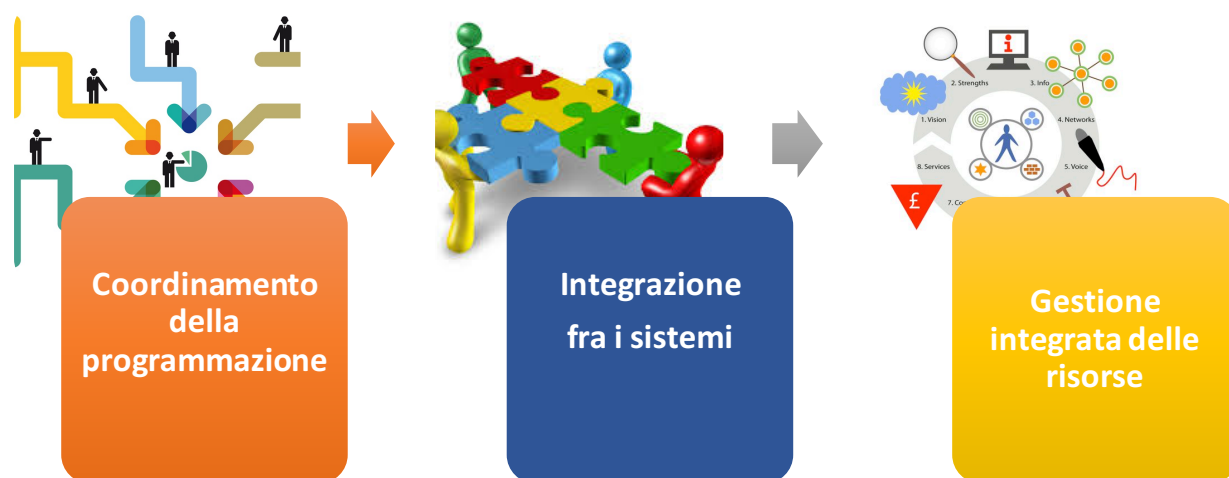 2. Strengths
3. Info
1. Vision
4. Networks
8. Services
5. Voice
£
Coordinamento
della
programmazione
Integrazione
fra i sistemi
Gestione
integrata delle
risorse